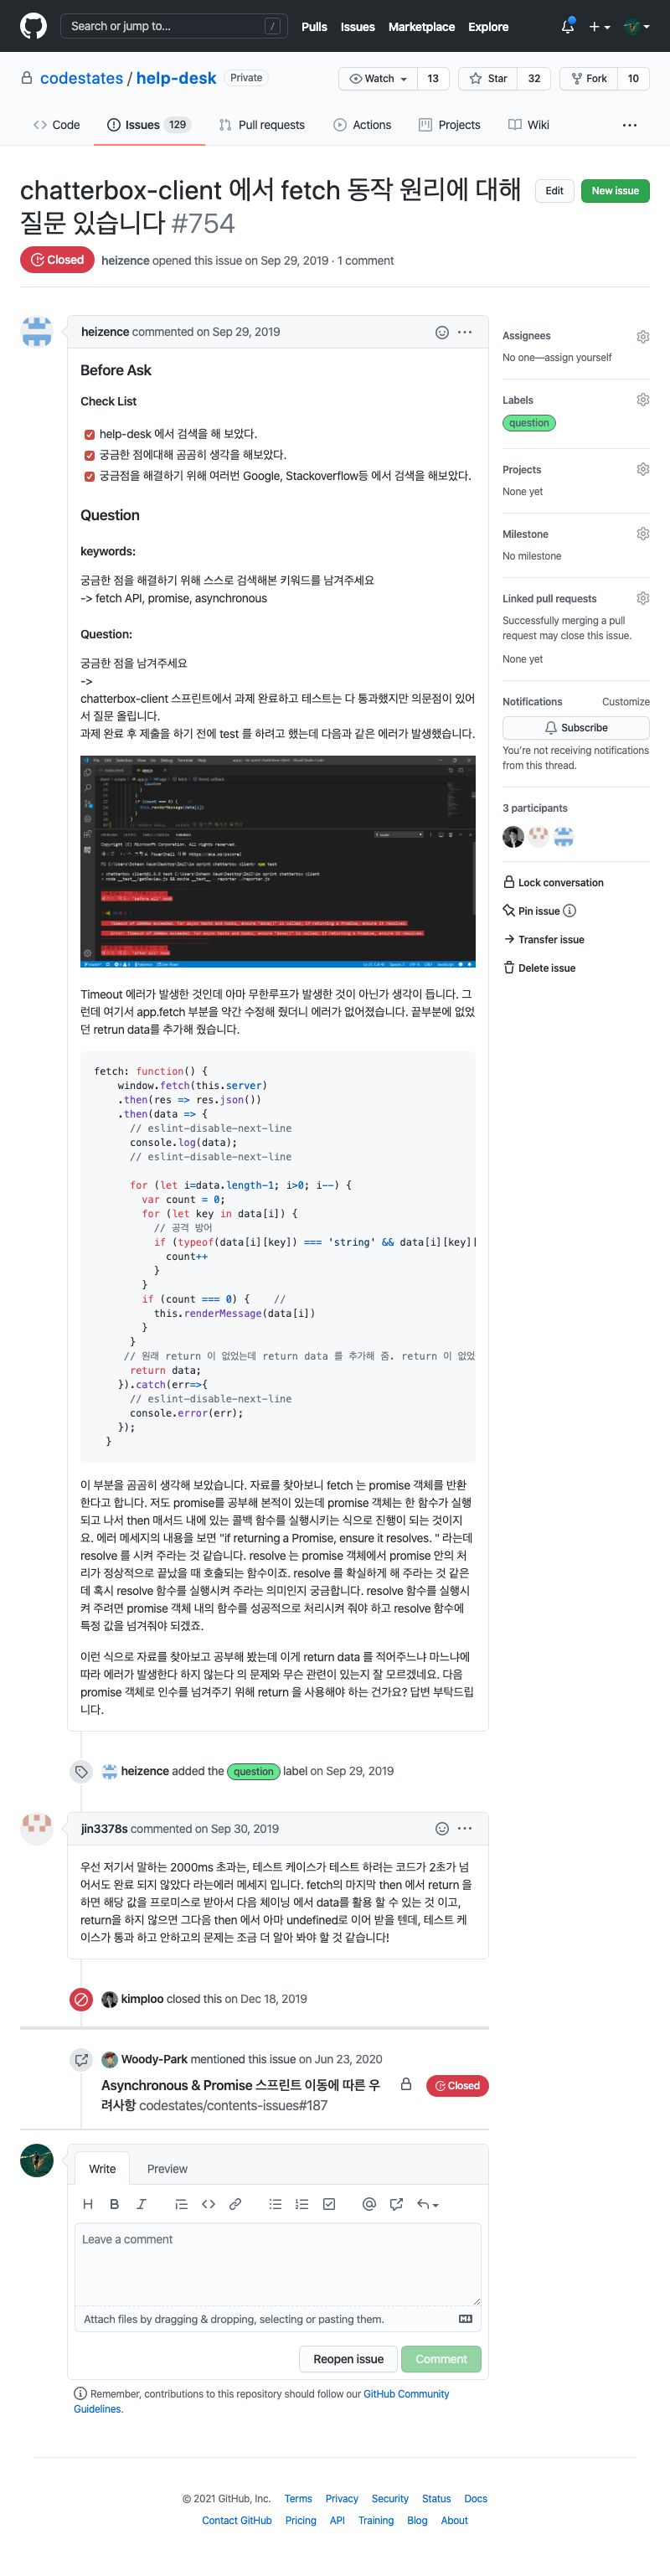 Search or jump to... /
Pulls Issues Marketplace Explore
codestates / help-desk Private
Watch 13 Star 32 Fork 10
Code Issues 129 Pull requests Actions Projects Wiki ...
chatterbox-client 에서 fetch 동작 원리에 대해
질문 있습니다 #754
Edit New issue
Closed heizence opened this issue on Sep 29, 2019 · 1 comment
heizence commented on Sep 29, 2019
Before Ask
Check List
help-desk 에서 검색을 해 보았다.
궁금한 점에대해 곰곰히 생각을 해보았다.
궁금점을 해결하기 위해 여러번 Google, Stackoverflow등 에서 검색을 해보았다.
Question
keywords:
궁금한 점을 해결하기 위해 스스로 검색해본 키워드를 남겨주세요
-> fetch API, promise, asynchronous
Question:
궁금한 점을 남겨주세요
->
chatterbox-client 스프린트에서 과제 완료하고 테스트는 다 통과했지만 의문점이 있어
서 질문 올립니다.
과제 완료 후 제출을 하기 전에 test 를 하려고 했는데 다음과 같은 에러가 발생했습니다.
Timeout 에러가 발생한 것인데 아마 무한루프가 발생한 것이 아닌가 생각이 듭니다. 그
런데 여기서 app.fetch 부분을 약간 수정해 줬더니 에러가 없어졌습니다. 끝부분에 없었
던 retrun data를 추가해 줬습니다.
fetch: function() {
window.fetch(this.server)
.then(res => res.json())
.then(data => {
// eslint-disable-next-line
console.log(data);
// eslint-disable-next-line
for (let i=data.length-1; i>0; i--) {
var count = 0;
for (let key in data[i]) {
// 공격 방어
if (typeof(data[i][key]) === 'string' && data[i][key][
count++
}
}
if (count === 0) { //
this.renderMessage(data[i])
}
}
// 원래 return 이 없었는데 return data 를 추가해 줌. return 이 없었
return data;
}).catch(err=>{
// eslint-disable-next-line
console.error(err);
});
}
이 부분을 곰곰히 생각해 보았습니다. 자료를 찾아보니 fetch 는 promise 객체를 반환
한다고 합니다. 저도 promise를 공부해 본적이 있는데 promise 객체는 한 함수가 실행
되고 나서 then 매서드 내에 있는 콜백 함수를 실행시키는 식으로 진행이 되는 것이지
요. 에러 메세지의 내용을 보면 "if returning a Promise, ensure it resolves. " 라는데
resolve 를 시켜 주라는 것 같습니다. resolve 는 promise 객체에서 promise 안의 처
리가 정상적으로 끝났을 때 호출되는 함수이죠. resolve 를 확실하게 해 주라는 것 같은
데 혹시 resolve 함수를 실행시켜 주라는 의미인지 궁금합니다. resolve 함수를 실행시
켜 주려면 promise 객체 내의 함수를 성공적으로 처리시켜 줘야 하고 resolve 함수에
특정 값을 넘겨줘야 되겠죠.
이런 식으로 자료를 찾아보고 공부해 봤는데 이게 return data 를 적어주느냐 마느냐에
따라 에러가 발생한다 하지 않는다 의 문제와 무슨 관련이 있는지 잘 모르겠네요. 다음
promise 객체로 인수를 넘겨주기 위해 return 을 사용해야 하는 건가요? 답변 부탁드립
니다.
Assignees
No one—assign yourself
Labels
question
Projects
None yet
Milestone
No milestone
Linked pull requests
Successfully merging a pull
request may close this issue.
None yet
Notifications Customize
Subscribe
You're not receiving notifications
from this thread.
3 participants
Lock conversation
Pin issue
Transfer issue
Delete issue
heizence added the question label on Sep 29, 2019
jin3378s commented on Sep 30, 2019
우선 저기서 말하는 2000ms 초과는, 테스트 케이스가 테스트 하려는 코드가 2초가 넘
어서도 완료 되지 않았다 라는에러 메세지 입니다. fetch의 마지막 then 에서 return 을
하면 해당 값을 프로미스로 받아서 다음 체이닝 에서 data를 활용 할 수 있는 것 이고,
return을 하지 않으면 그다음 then 에서 아마 undefined로 이어 받을 텐데, 테스트 케
이스가 통과 하고 안하고의 문제는 조금 더 알아 봐야 할 것 같습니다!
kimploo closed this on Dec 18, 2019
Woody-Park mentioned this issue on Jun 23, 2020
Asynchronous & Promise 스프린트 이동에 따른 우
려사항 codestates/contents-issues#187
Closed
Write Preview
H B I
Leave a comment
Attach files by dragging & dropping, selecting or pasting them.
Reopen issue Comment
Remember, contributions to this repository should follow our GitHub Community
Guidelines.
© 2021 GitHub, Inc. Terms Privacy Security Status Docs
Contact GitHub Pricing API Training Blog About